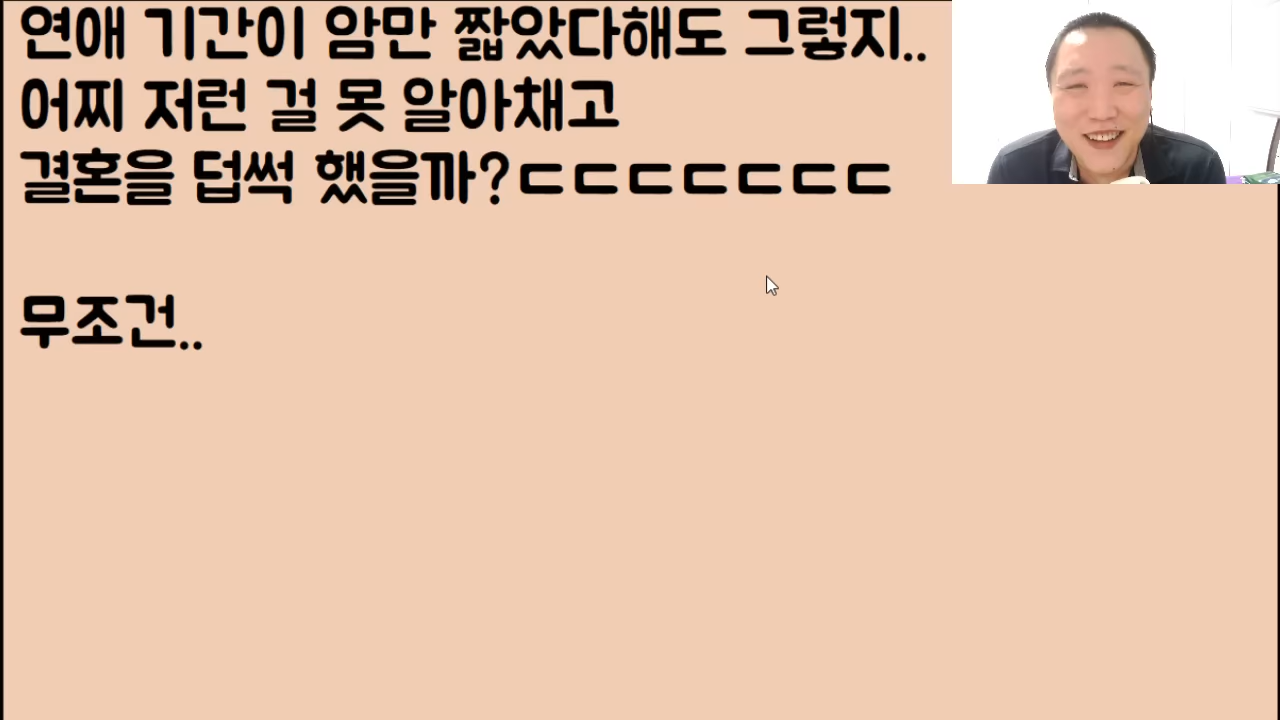 연애 기간이 암만 짧았다해도 그렇지..
어찌 저런 걸 못 알아채고
결혼을 덥썩 했을까?ㄷㄷㄷㄷㄷㄷㄷ
무조건..